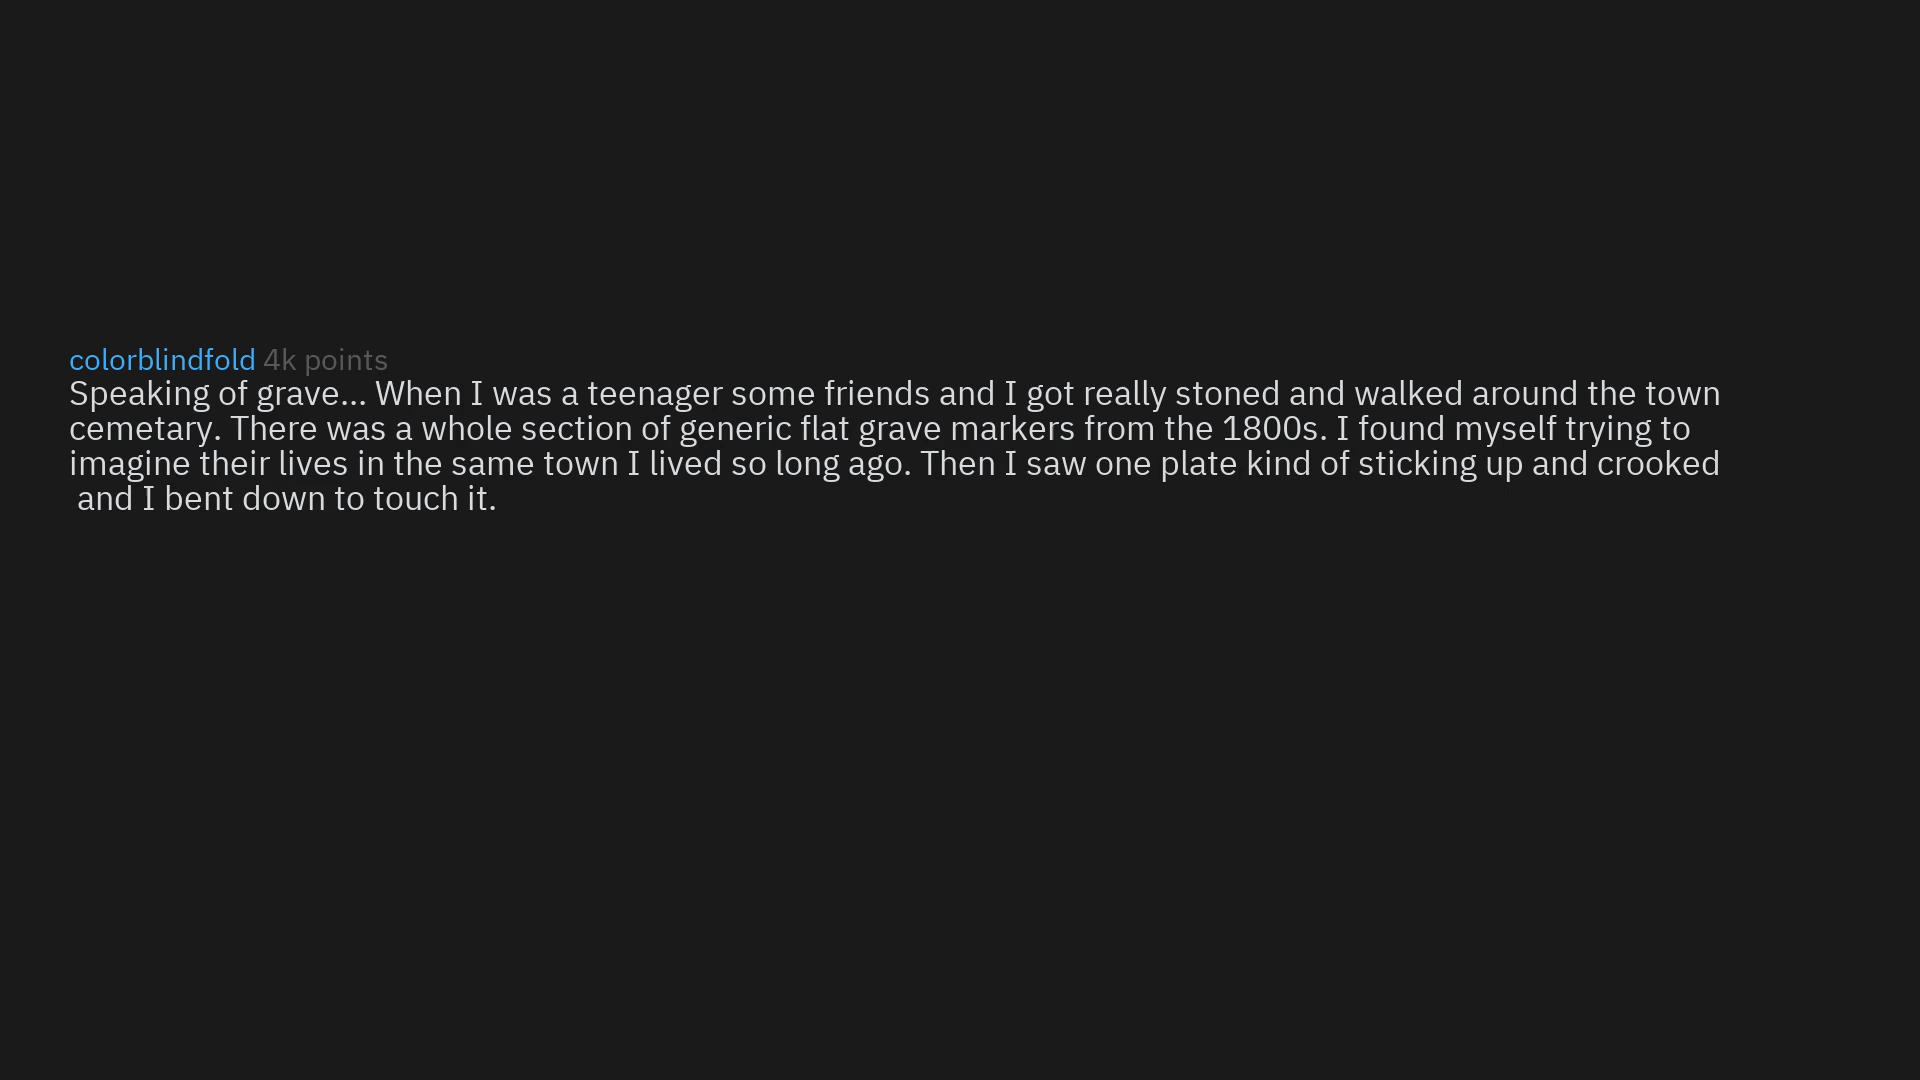 colorblindfold 4k points
Speaking of grave... When I was a teenager some friends and I got really stoned and walked around the town
cemetary. There was a whole section of generic flat grave markers from the 1800s. I found myself trying to
imagine their lives in the same town I lived so long ago. Then I saw one plate kind of sticking up and crooked
and I bent down to touch it.